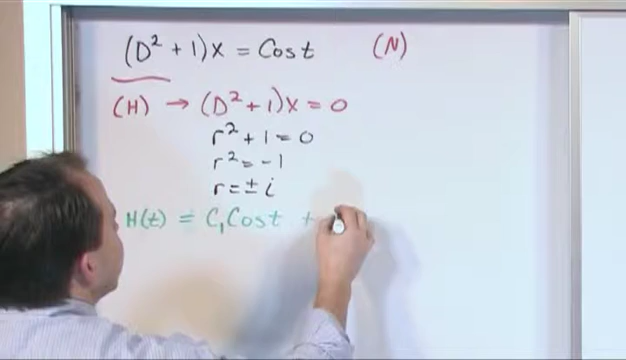 (D² + 1)x = Cost (N)
(H) → (D² + 1)x = 0
r² + 1 = 0
r² = -1
r = ± i
H(t) = C₁Cost +